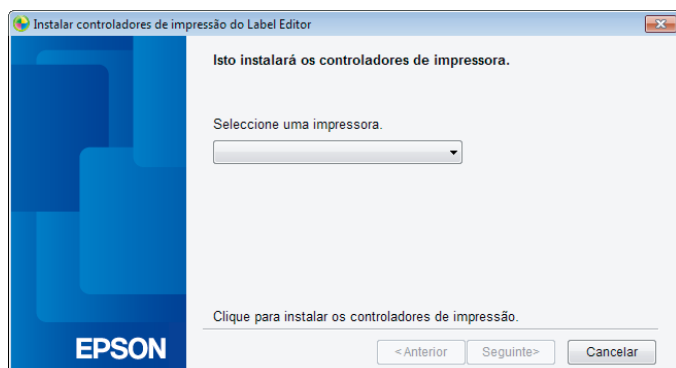 Instalar controladores de impressão do Label Editor
Isto instalará os controladores de impressora.
Seleccione uma impressora.
Clique para instalar os controladores de impressão.
EPSON
<Anterior
Seguinte>
Cancelar